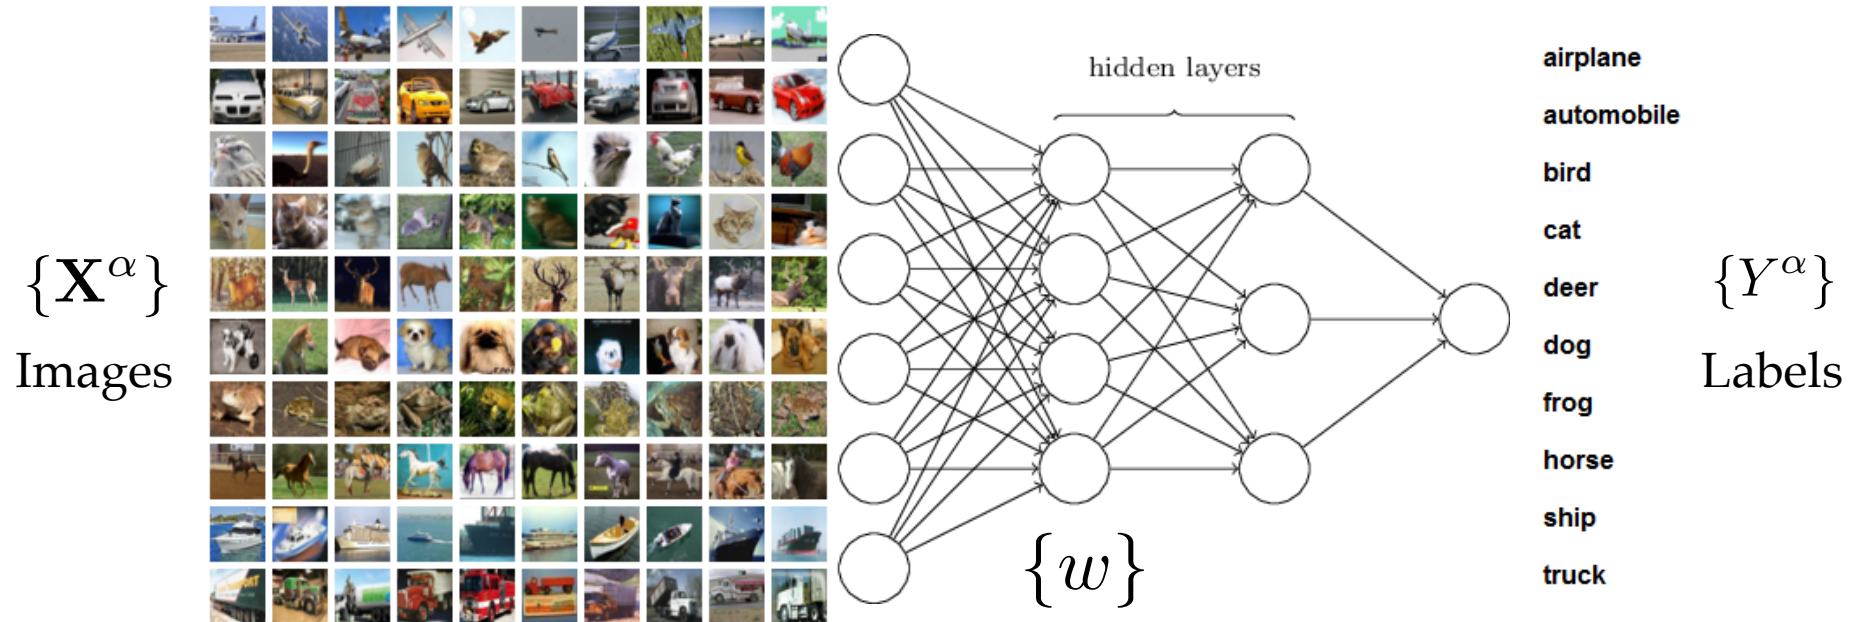 {X^α}
Images
hidden layers
{w}
airplane
automobile
bird
cat
deer
dog
frog
horse
ship
truck
{Y^α}
Labels